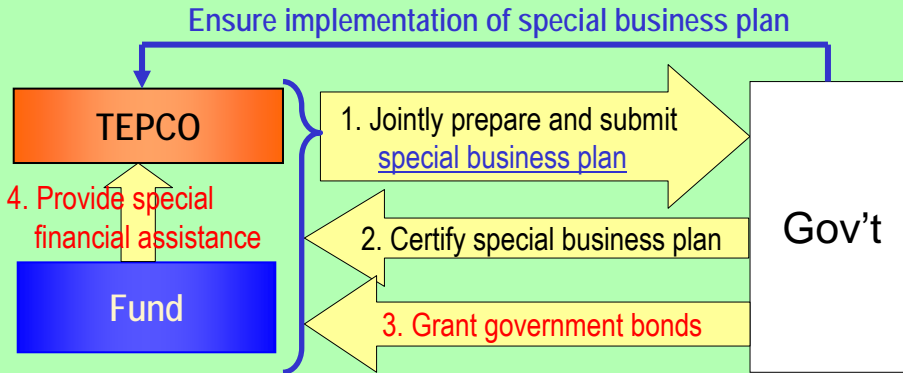 Ensure implementation of special business plan
TEPCO
1. Jointly prepare and submit
special business plan
4. Provide special
financial assistance
2. Certify special business plan
Gov't
Fund
3. Grant government bonds